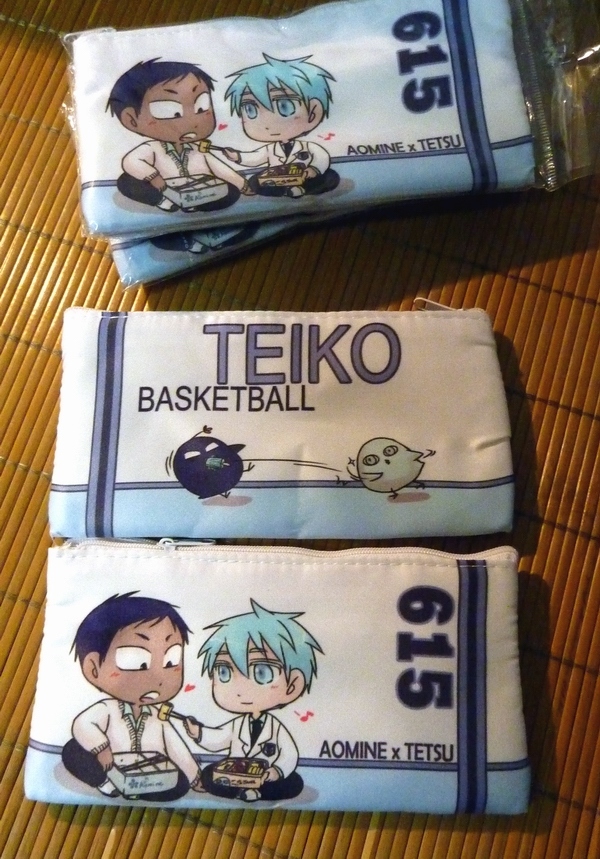 615
AOMINE x TETSU
TEIKO
BASKETBALL
615
AOMINE x TETSU